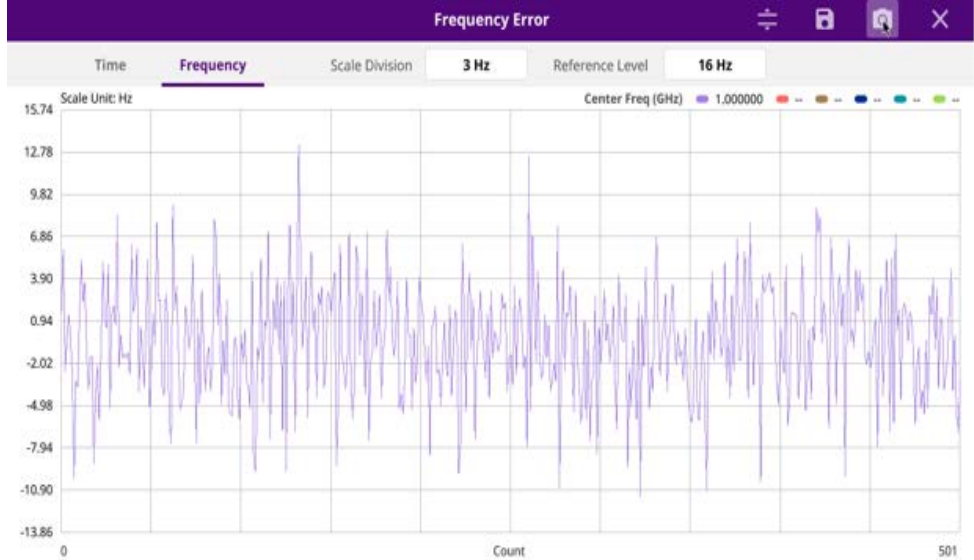 Frequency Error
Time Frequency Scale Division 3 Hz Reference Level 16 Hz
Scale Unit: Hz Center Freq (GHz) 1.000000 -- -- -- -- --
15.74
12.78
9.82
6.86
3.90
0.94
-2.02
-4.98
-7.94
-10.90
-13.86
0 Count 501